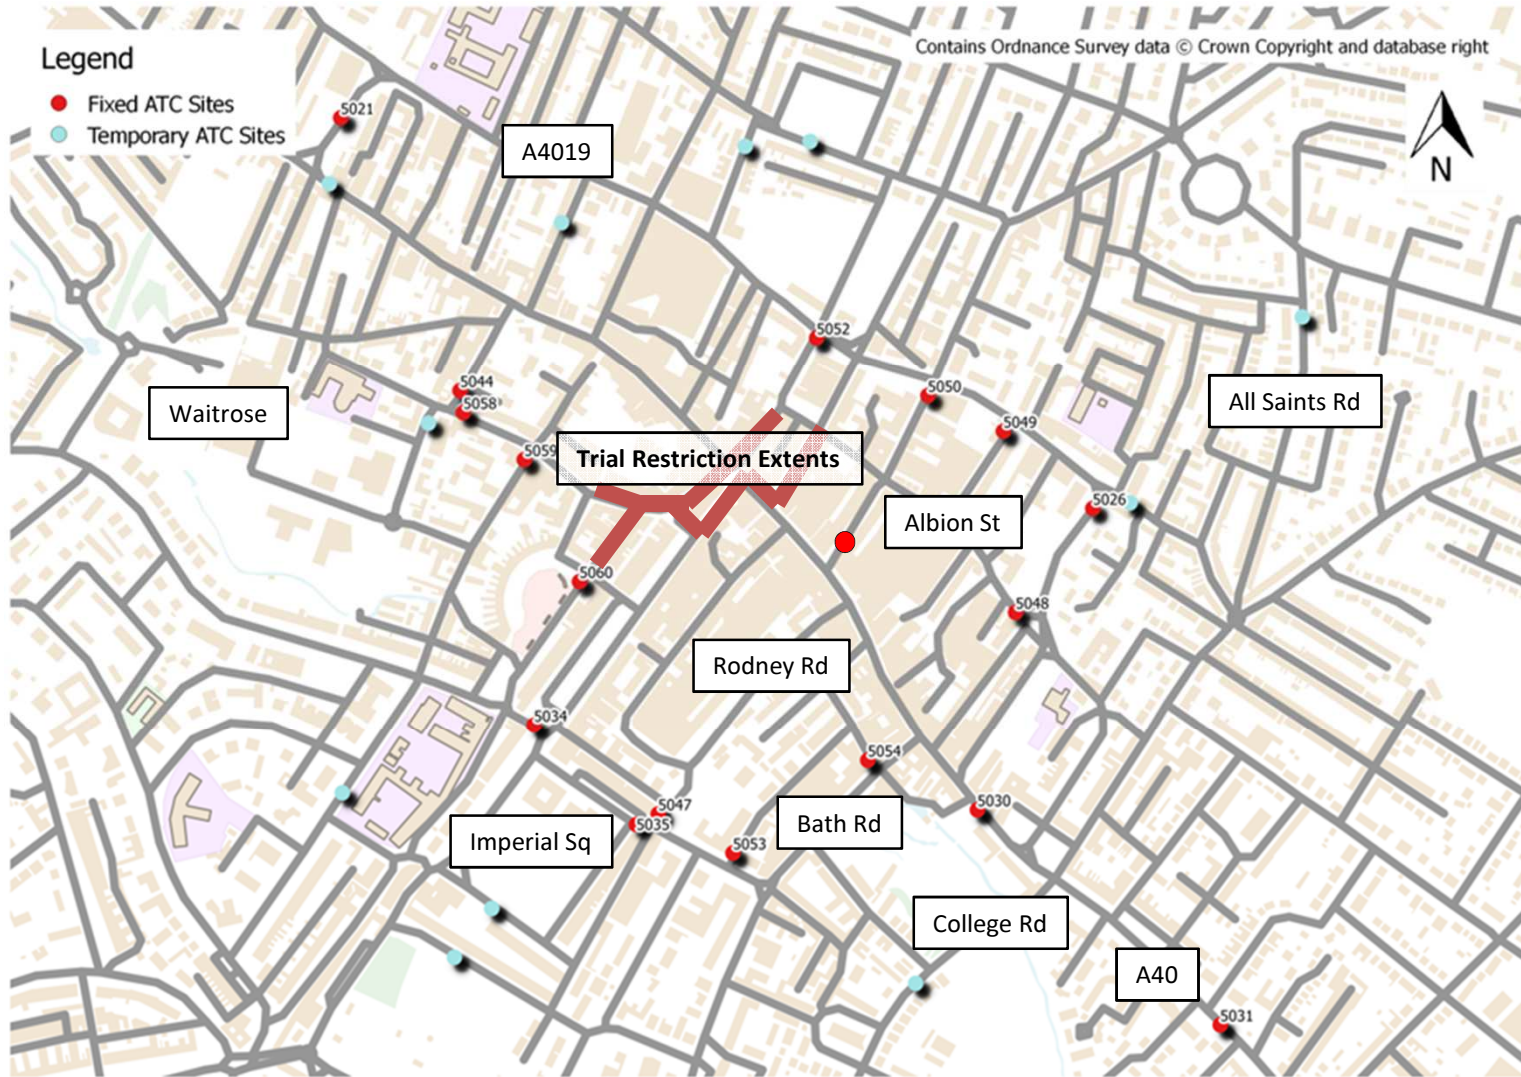 Contains Ordnance Survey data © Crown Copyright and database right
Legend
Fixed ATC Sites
Temporary ATC Sites
5021
A4019
N
5052
5044
5050
Waitrose
5058
All Saints Rd
5049
5059
Trial Restriction Extents
5026
Albion St
5060
5048
Rodney Rd
5034
5054
5047
5030
5035
Bath Rd
Imperial Sq
5053
College Rd
A40
5031